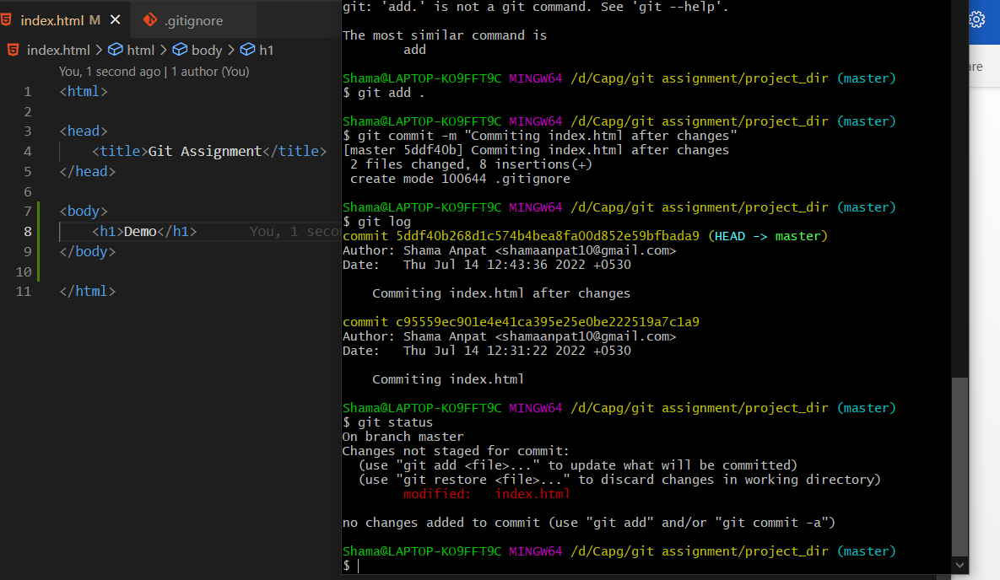 index.html M
.gitignore
index.html > html > body > h1
You, 1 second ago | 1 author (You)
1 <html>
2
3 <head>
4 <title>Git Assignment</title>
5 </head>
6
7 <body>
8 <h1>Demo</h1> You, 1 seco
9 </body>
10
11 </html>
git: 'add.' is not a git command. See 'git --help'.
The most similar command is
add
Shama@LAPTOP-KO9FFT9C MINGW64 /d/Capg/git assignment/project_dir (master)
$ git add .
Shama@LAPTOP-KO9FFT9C MINGW64 /d/Capg/git assignment/project_dir (master)
$ git commit -m "Commiting index.html after changes"
[master 5ddf40b] Commiting index.html after changes
2 files changed, 8 insertions(+)
create mode 100644 .gitignore
Shama@LAPTOP-KO9FFT9C MINGW64 /d/Capg/git assignment/project_dir (master)
$ git log
commit 5ddf40b268d1c574b4bea8fa00d852e59bfbada9 (HEAD -> master)
Author: Shama Anpat <shamaanpat10@gmail.com>
Date: Thu Jul 14 12:43:36 2022 +0530
Commiting index.html after changes
commit c95559ec901e4e41ca395e25e0be222519a7c1a9
Author: Shama Anpat <shamaanpat10@gmail.com>
Date: Thu Jul 14 12:31:22 2022 +0530
Commiting index.html
Shama@LAPTOP-KO9FFT9C MINGW64 /d/Capg/git assignment/project_dir (master)
$ git status
On branch master
Changes not staged for commit:
(use "git add <file>..." to update what will be committed)
(use "git restore <file>..." to discard changes in working directory)
modified: index.html
no changes added to commit (use "git add" and/or "git commit -a")
Shama@LAPTOP-KO9FFT9C MINGW64 /d/Capg/git assignment/project_dir (master)
$
are